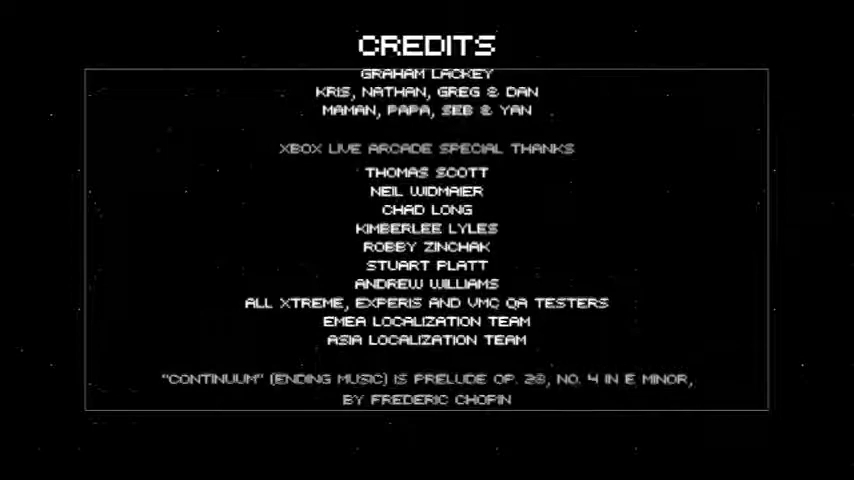 CREDITS
GRAHAM LACKEY
KRIS, NATHAN, GREG & DAN
MAMAN, PAPA, SEB & YAN
XBOX LIVE ARCADE SPECIAL THANKS
THOMAS SCOTT
NEIL WIDMAIER
CHAD LONG
KIMBERLEE LYLES
ROBBY ZINCHAK
STUART PLATT
ANDREW WILLIAMS
ALL XTREME, EXPERIS AND VMC QA TESTERS
EMEA LOCALIZATION TEAM
ASIA LOCALIZATION TEAM
"CONTINUUM" (ENDING MUSIC) IS PRELUDE OP. 28, NO. 4 IN E MINOR,
BY FREDERIC CHOPIN